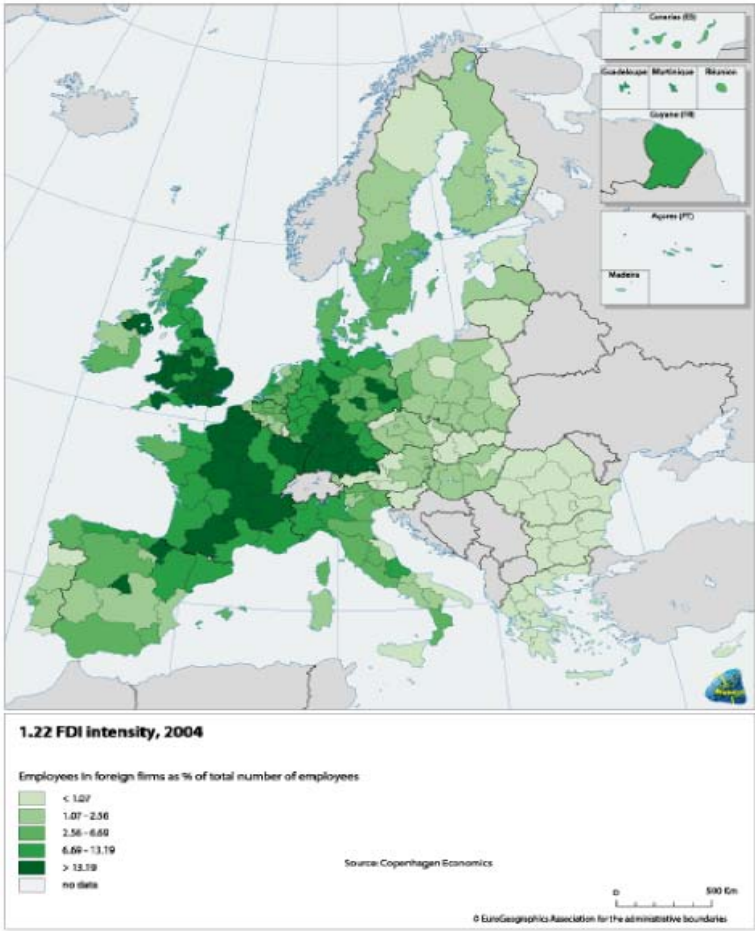 Canarias (ES)
Guadeloupe Martinique Réunion
Guyane (FR)
Açores (PT)
Madeira
1.22 FDI intensity, 2004
Employees in foreign firms as % of total number of employees
< 1.07
1.07 - 2.56
2.56 - 6.69
6.69 - 13.19
> 13.19
no data
Source: Copenhagen Economics
0 500 Km
© EuroGeographics Association for the administrative boundaries